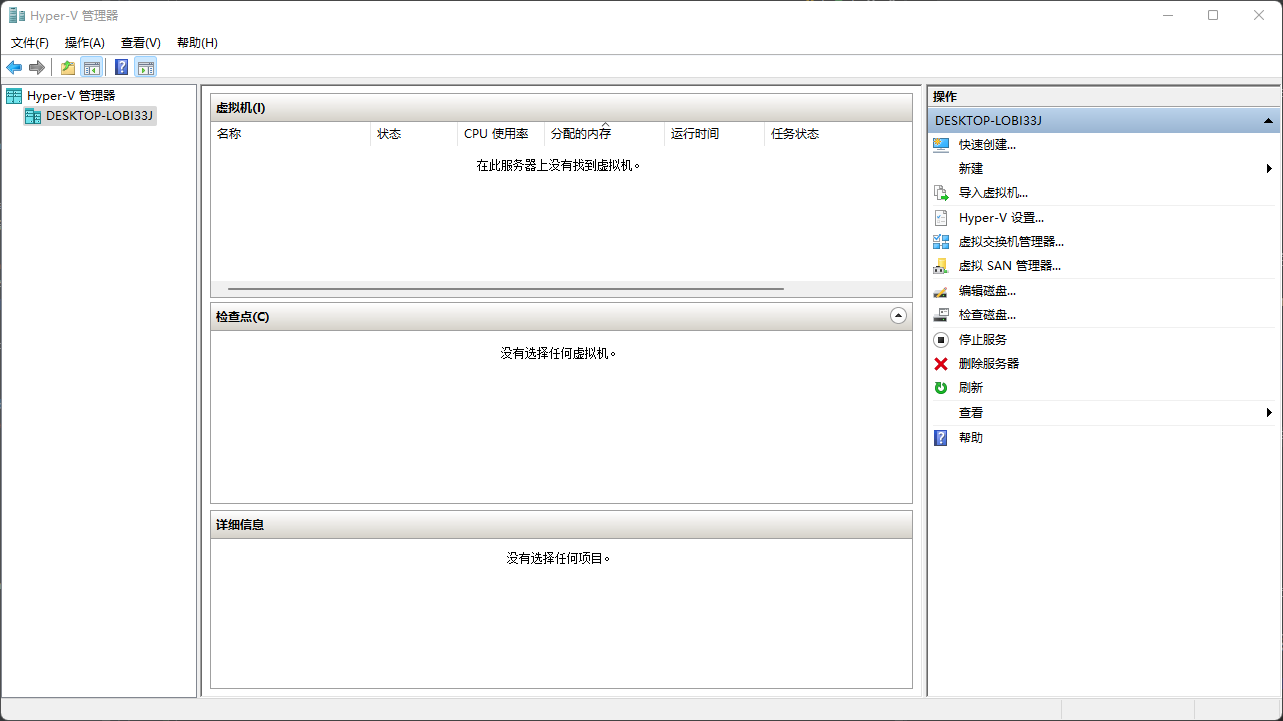 Hyper-V 管理器
文件(F) 操作(A) 查看(V) 帮助(H)
Hyper-V 管理器
DESKTOP-LOBI33J
虚拟机(I)
名称 状态 CPU 使用率 分配的内存 运行时间 任务状态
在此服务器上没有找到虚拟机。
检查点(C)
没有选择任何虚拟机。
详细信息
没有选择任何项目。
操作
DESKTOP-LOBI33J
快速创建...
新建
导入虚拟机...
Hyper-V 设置...
虚拟交换机管理器...
虚拟 SAN 管理器...
编辑磁盘...
检查磁盘...
停止服务
删除服务器
刷新
查看
帮助